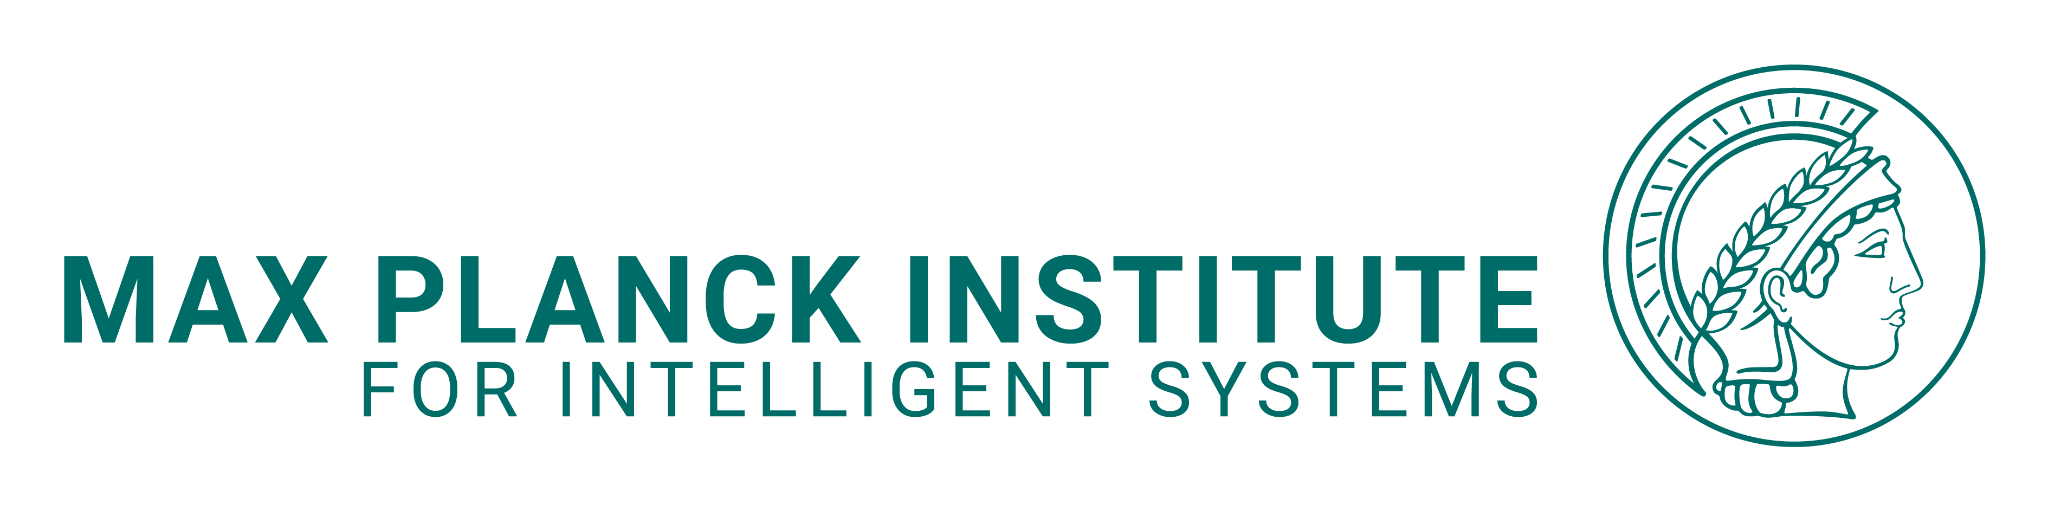 MAX PLANCK INSTITUTE
FOR INTELLIGENT SYSTEMS